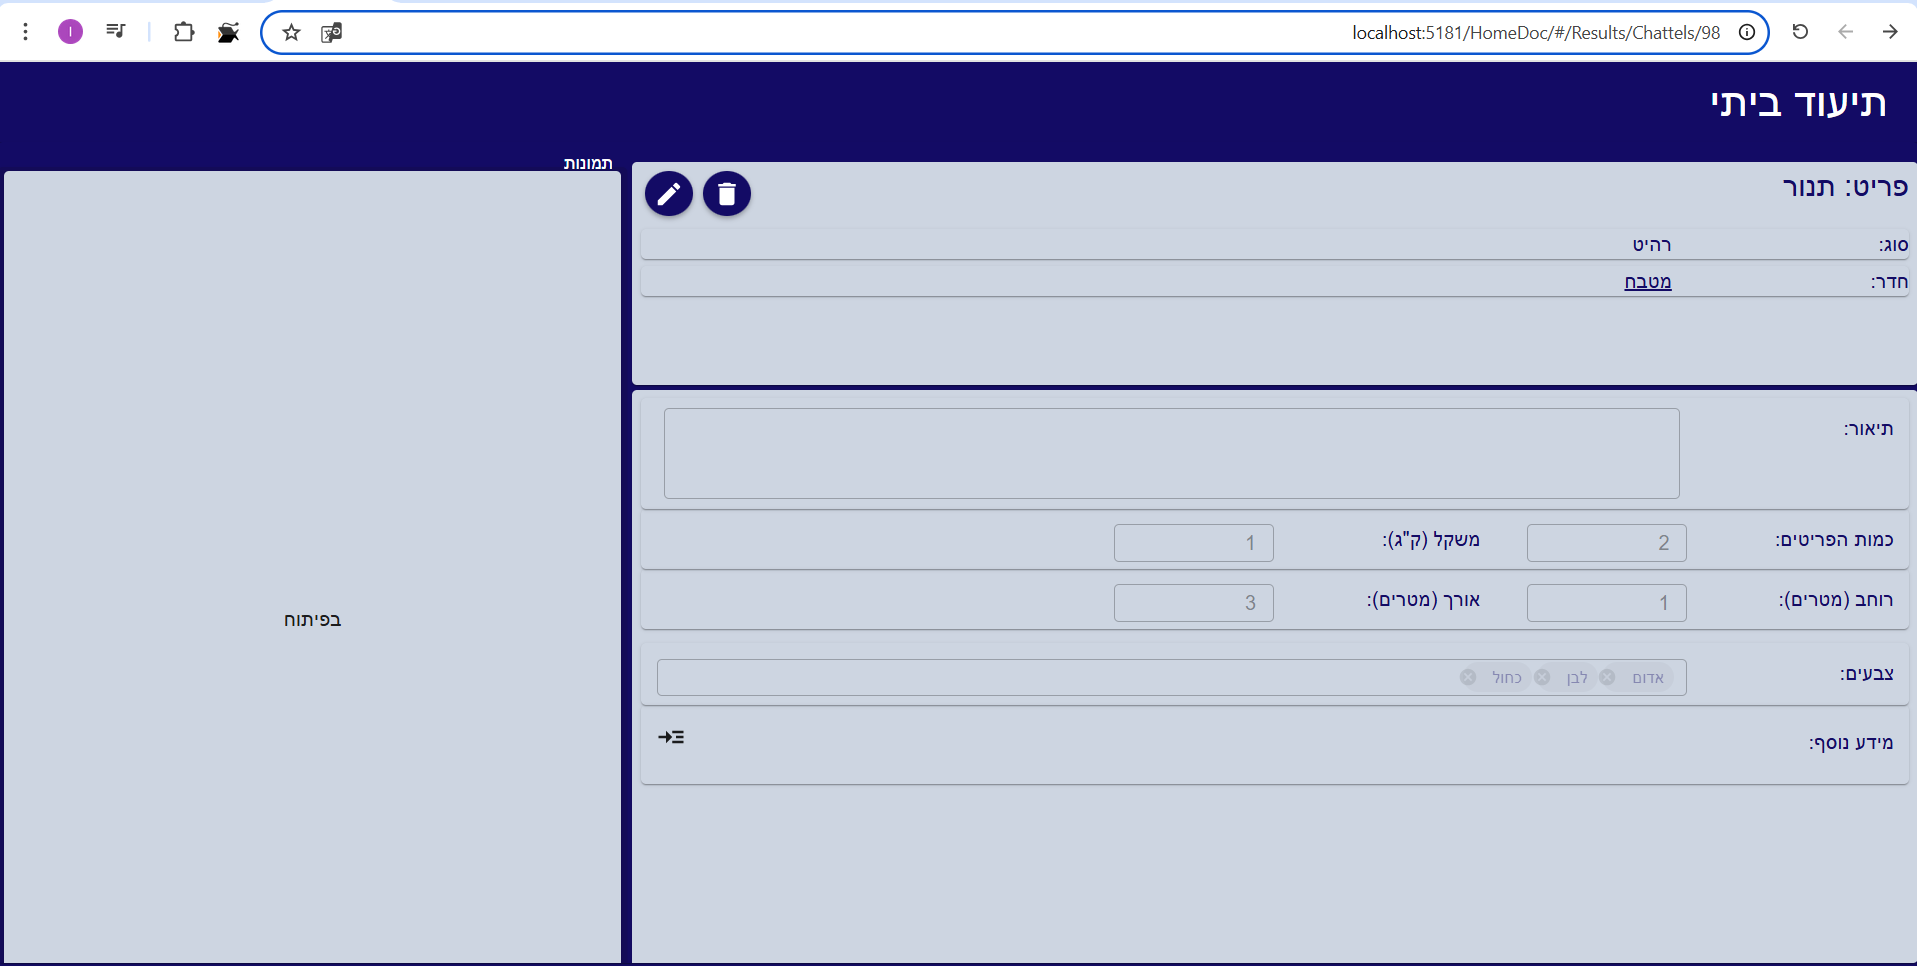 I
localhost:5181/HomeDoc/#/Results/Chattels/98
תיעוד ביתי
תמונות
פריט: תנור
סוג: רהיט
חדר: מטבח
תיאור:
כמות הפריטים: 2 משקל (ק"ג): 1
רוחב (מטרים): 1 אורך (מטרים): 3
צבעים: אדום לבן כחול
מידע נוסף:
בפיתוח